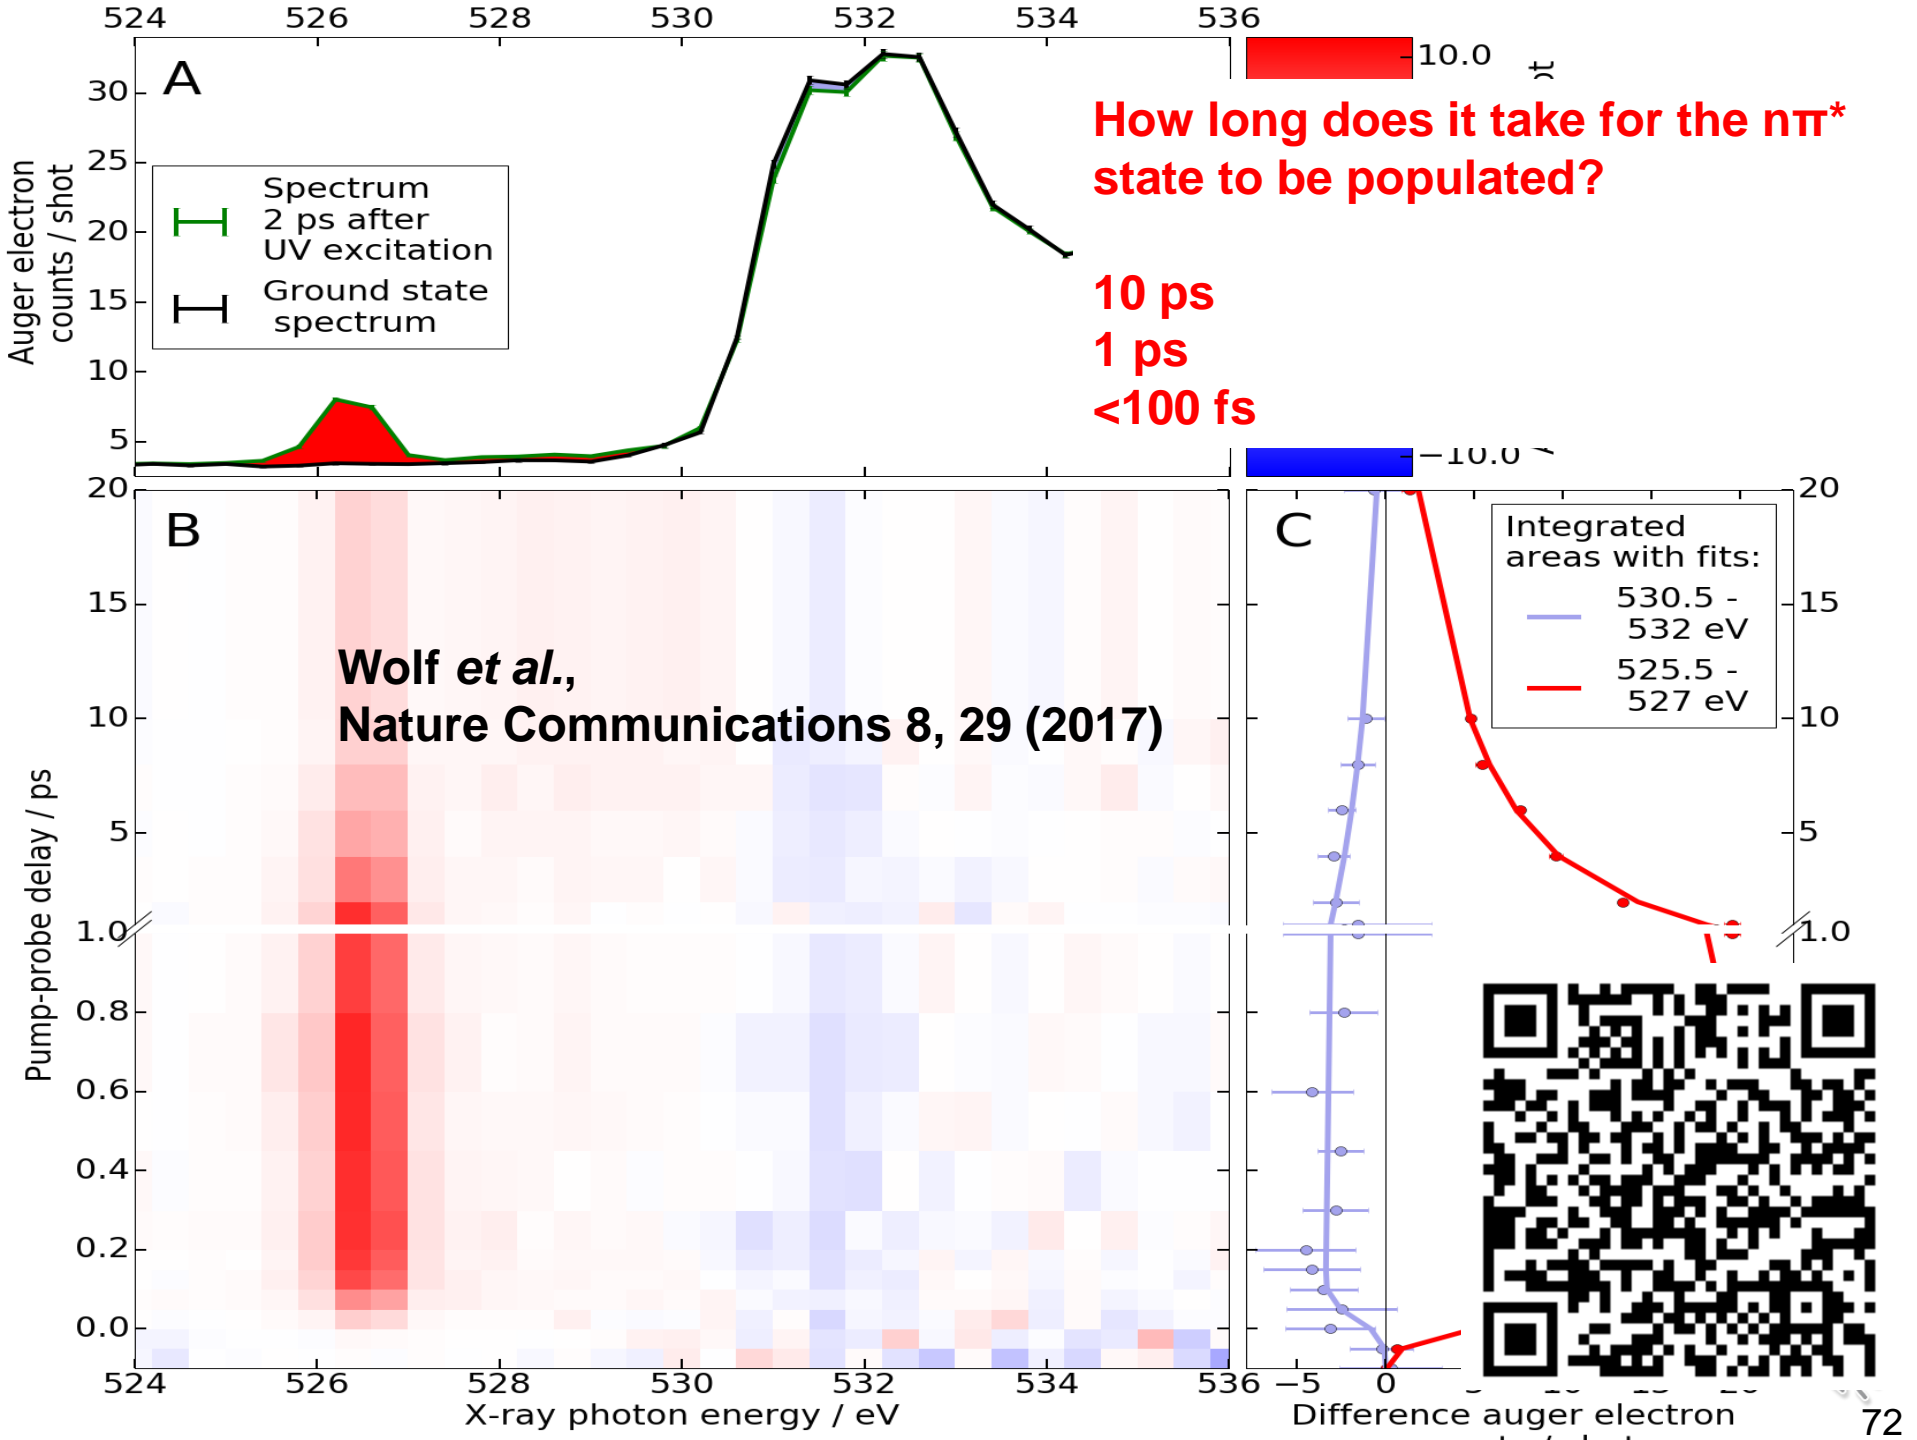 524 526 528 530 532 534 536
A
30
25
20
15
10
5
Auger electron
counts / shot
Spectrum
2 ps after
UV excitation
Ground state
spectrum
10.0
−10.0
How long does it take for the nπ*
state to be populated?
10 ps
1 ps
<100 fs
B
20
15
10
5
1.0
0.8
0.6
0.4
0.2
0.0
Pump-probe delay / ps
Wolf et al.,
Nature Communications 8, 29 (2017)
524 526 528 530 532 534 536
X-ray photon energy / eV
C
Integrated
areas with fits:
530.5 -
532 eV
525.5 -
527 eV
20
15
10
5
1.0
−5 0
Difference auger electron
72